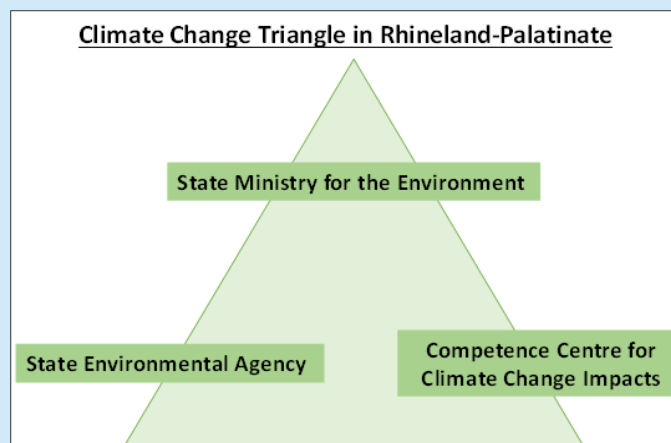 Climate Change Triangle in Rhineland-Palatinate
State Ministry for the Environment
State Environmental Agency
Competence Centre for
Climate Change Impacts